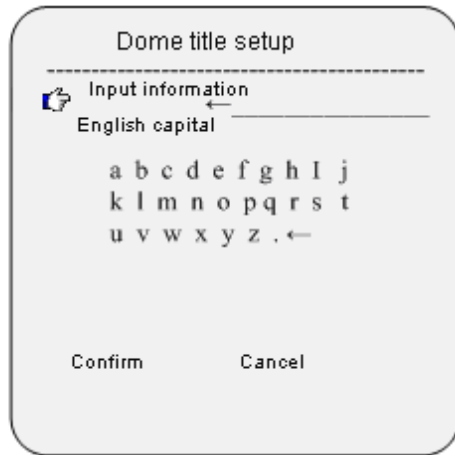 Dome title setup
Input information
←
English capital
a b c d e f g h I j
k l m n o p q r s t
u v w x y z . ←
Confirm Cancel